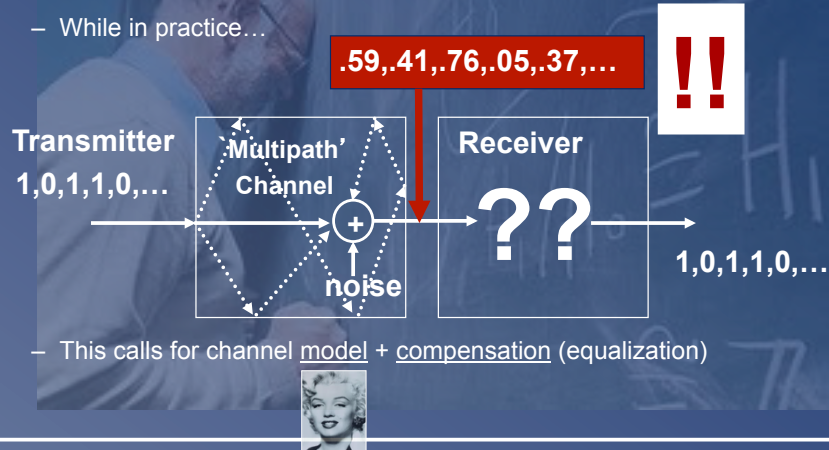 – While in practice…
.59,.41,.76,.05,.37,…
!!
Transmitter
1,0,1,1,0,…
`Multipath’
Channel
+
noise
Receiver
??
1,0,1,1,0,…
– This calls for channel model + compensation (equalization)